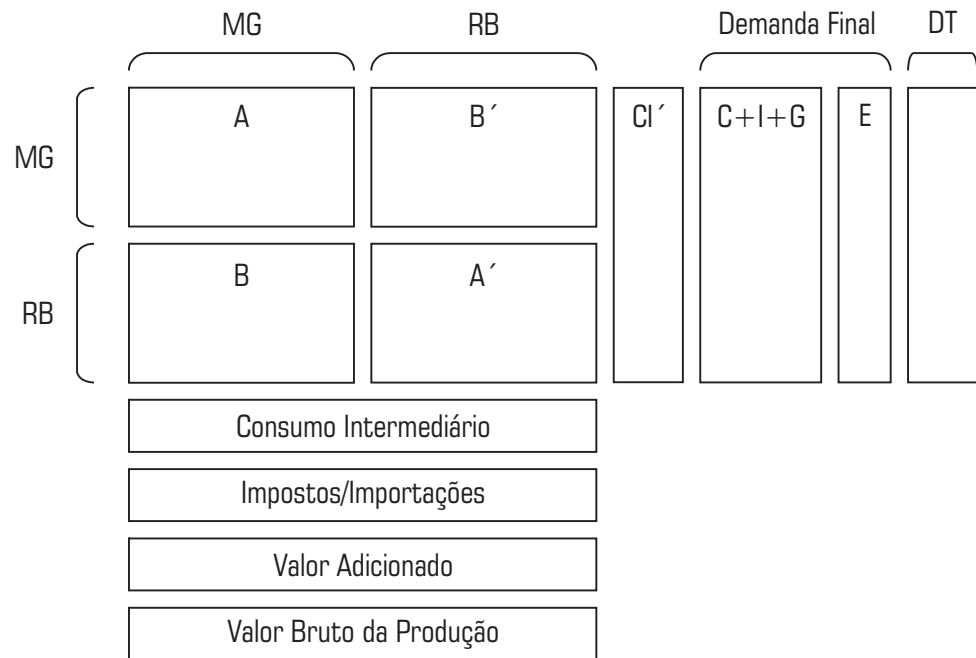 MG RB Demanda Final DT
MG A B´ CI´ C+I+G E
RB B A´
Consumo Intermediário
Impostos/Importações
Valor Adicionado
Valor Bruto da Produção